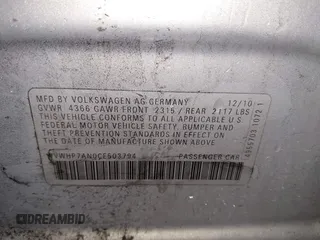 MFD BY VOLKSWAGEN AG GERMANY 12/10
GVWR 4366 GAWR FRONT 2315 / REAR 2117 LBS
THIS VEHICLE CONFORMS TO ALL APPLICABLE U.S.
FEDERAL MOTOR VEHICLE SAFETY, BUMPER AND
THEFT PREVENTION STANDARDS IN EFFECT ON
THE DATE OF MANUFACTURE SHOWN ABOVE
PASSENGER CAR
DREAMBID